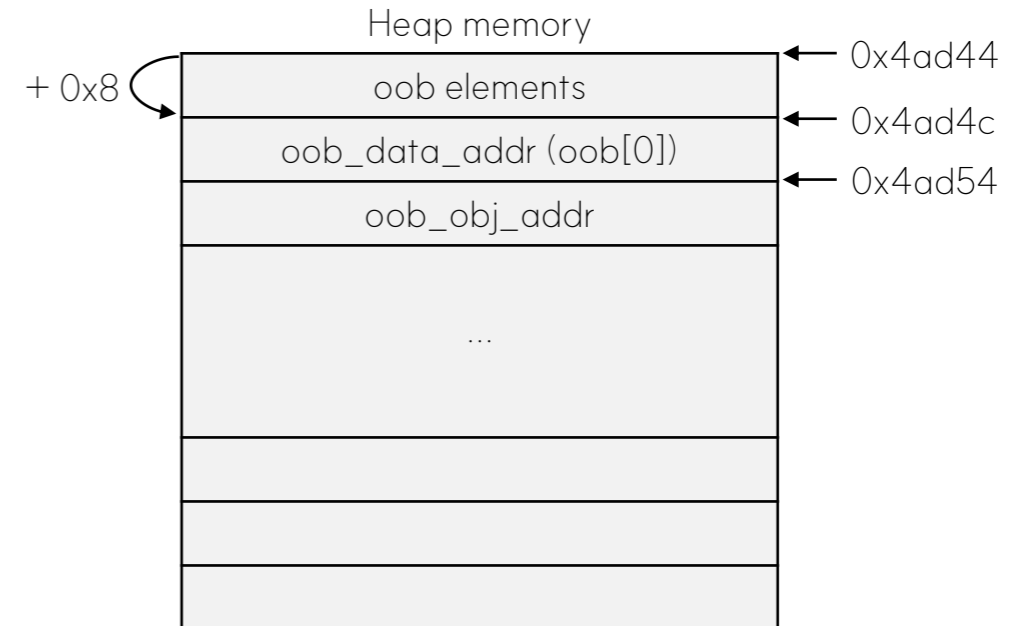 Heap memory
0x4ad44
+ 0x8
oob elements
0x4ad4c
oob_data_addr (oob[0])
0x4ad54
oob_obj_addr
...